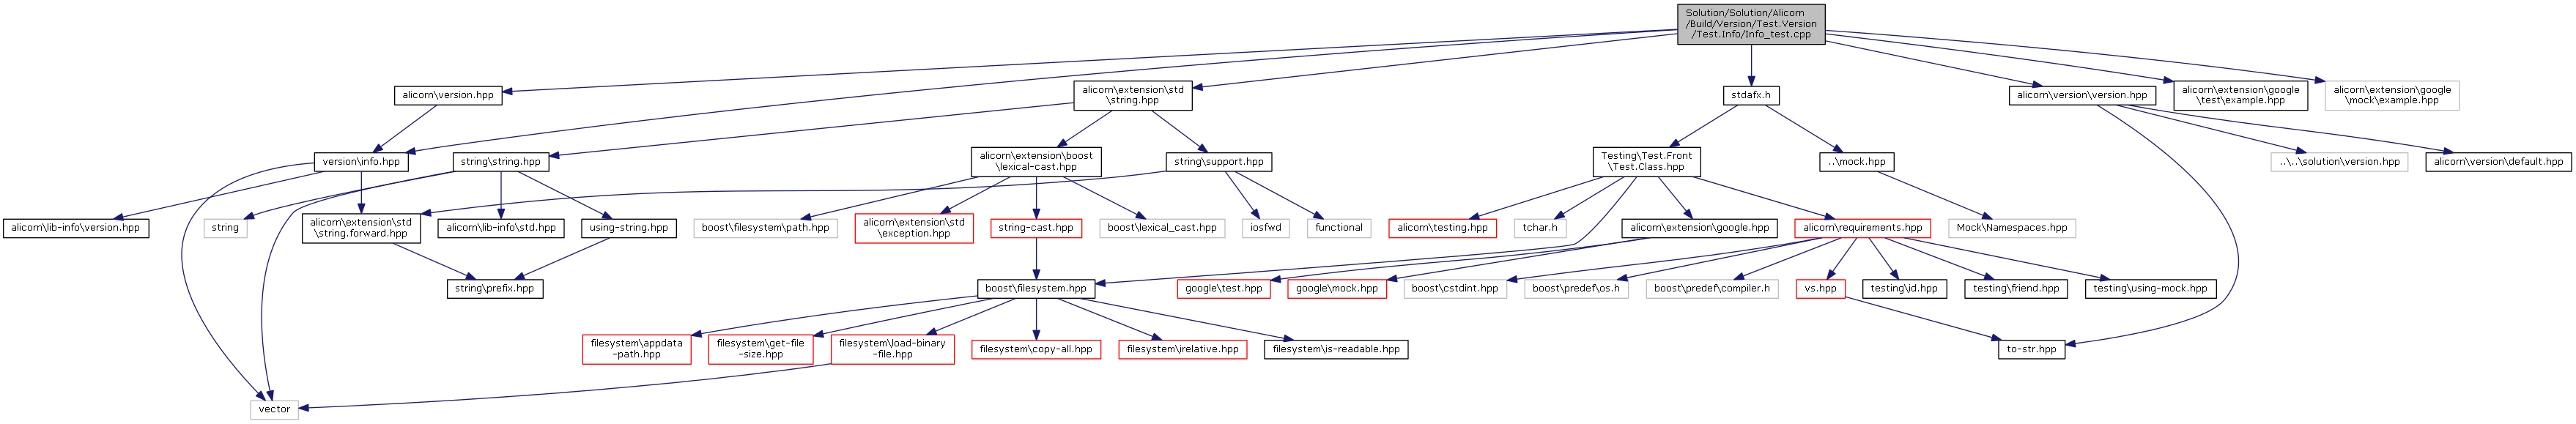 Solution/Solution/Alicorn
/Build/Version/Test.Version
/Test.Info/Info_test.cpp
alicorn\version.hpp
alicorn\extension\std
\string.hpp
stdafx.h
alicorn\version\version.hpp
alicorn\extension\google
\test\example.hpp
alicorn\extension\google
\mock\example.hpp
version\info.hpp
string\string.hpp
alicorn\extension\boost
\lexical-cast.hpp
string\support.hpp
Testing\Test.Front
\Test.Class.hpp
..\mock.hpp
..\..\solution\version.hpp
alicorn\version\default.hpp
alicorn\lib-info\version.hpp
string
alicorn\extension\std
\string.forward.hpp
alicorn\lib-info\std.hpp
using-string.hpp
boost\filesystem\path.hpp
alicorn\extension\std
\exception.hpp
string-cast.hpp
boost\lexical_cast.hpp
iosfwd
functional
alicorn\testing.hpp
tchar.h
alicorn\extension\google.hpp
alicorn\requirements.hpp
Mock\Namespaces.hpp
string\prefix.hpp
boost\filesystem.hpp
google\test.hpp
google\mock.hpp
boost\cstdint.hpp
boost\predef\os.h
boost\predef\compiler.h
vs.hpp
testing\id.hpp
testing\friend.hpp
testing\using-mock.hpp
filesystem\appdata
-path.hpp
filesystem\get-file
-size.hpp
filesystem\load-binary
-file.hpp
filesystem\copy-all.hpp
filesystem\irelative.hpp
filesystem\is-readable.hpp
to-str.hpp
vector